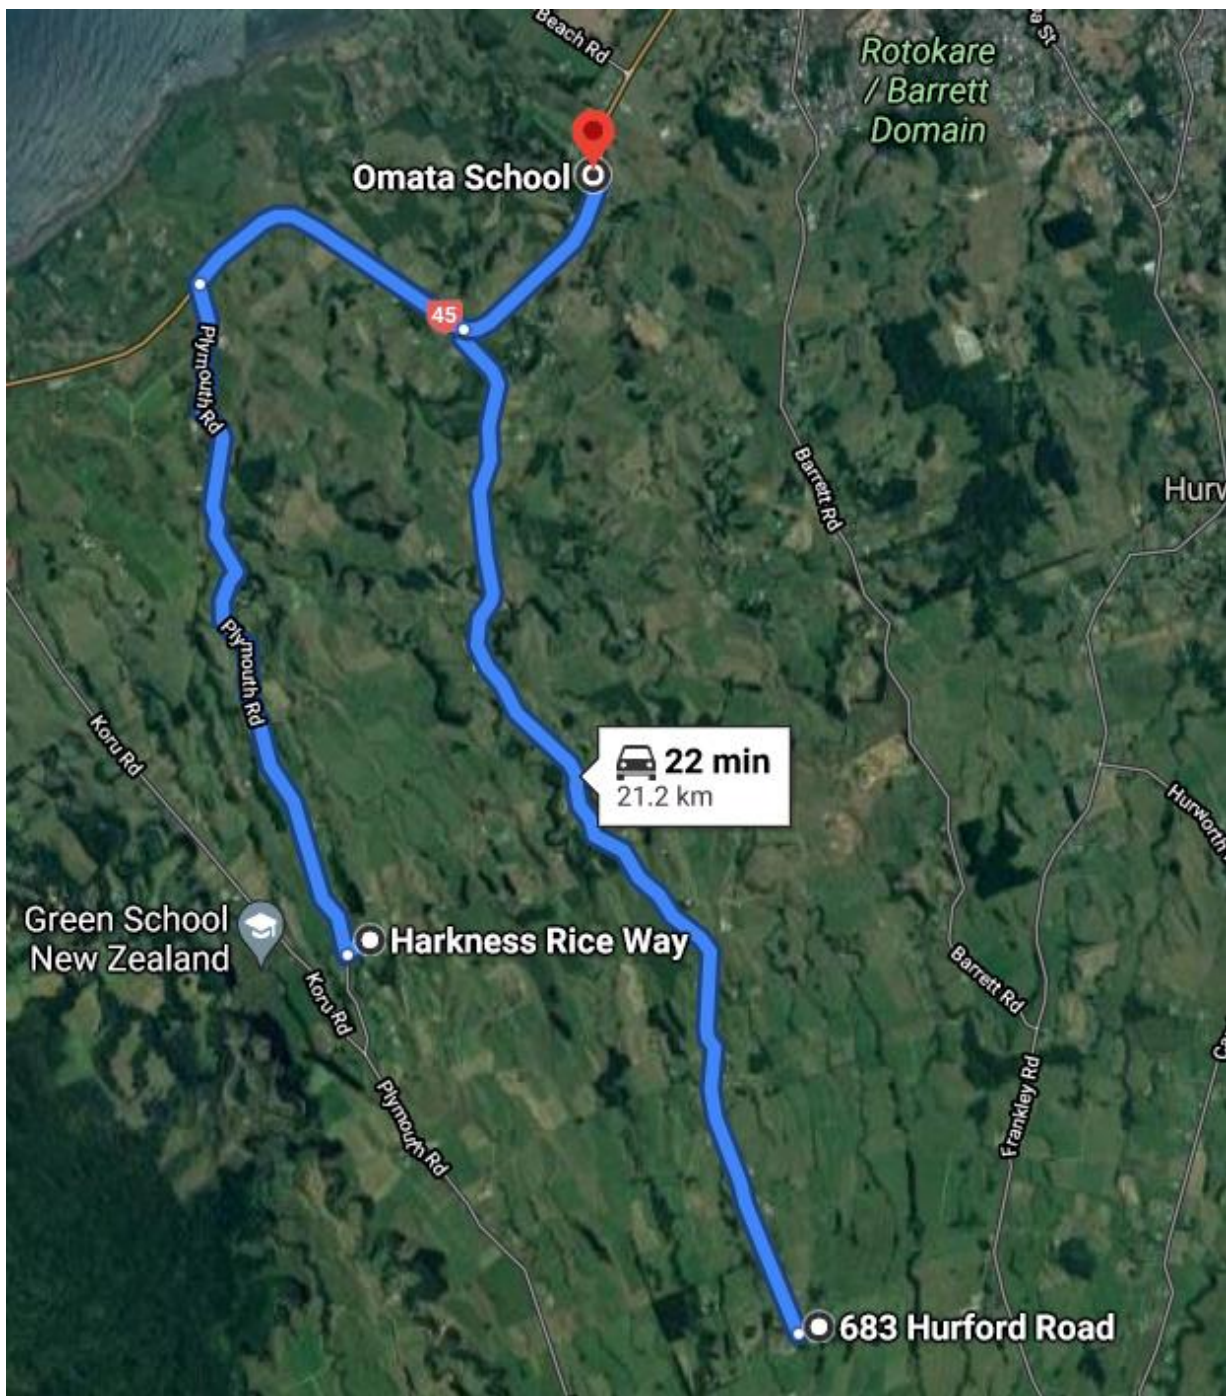 Beach Rd
Rotokare
/ Barrett
Domain
Omata School
45
Plymouth Rd
Barrett Rd
Plymouth Rd
Koru Rd
22 min
21.2 km
Green School
New Zealand
Harkness Rice Way
Barrett Rd
Koru Rd
Frankley Rd
Plymouth Rd
683 Hurford Road
Hurworth